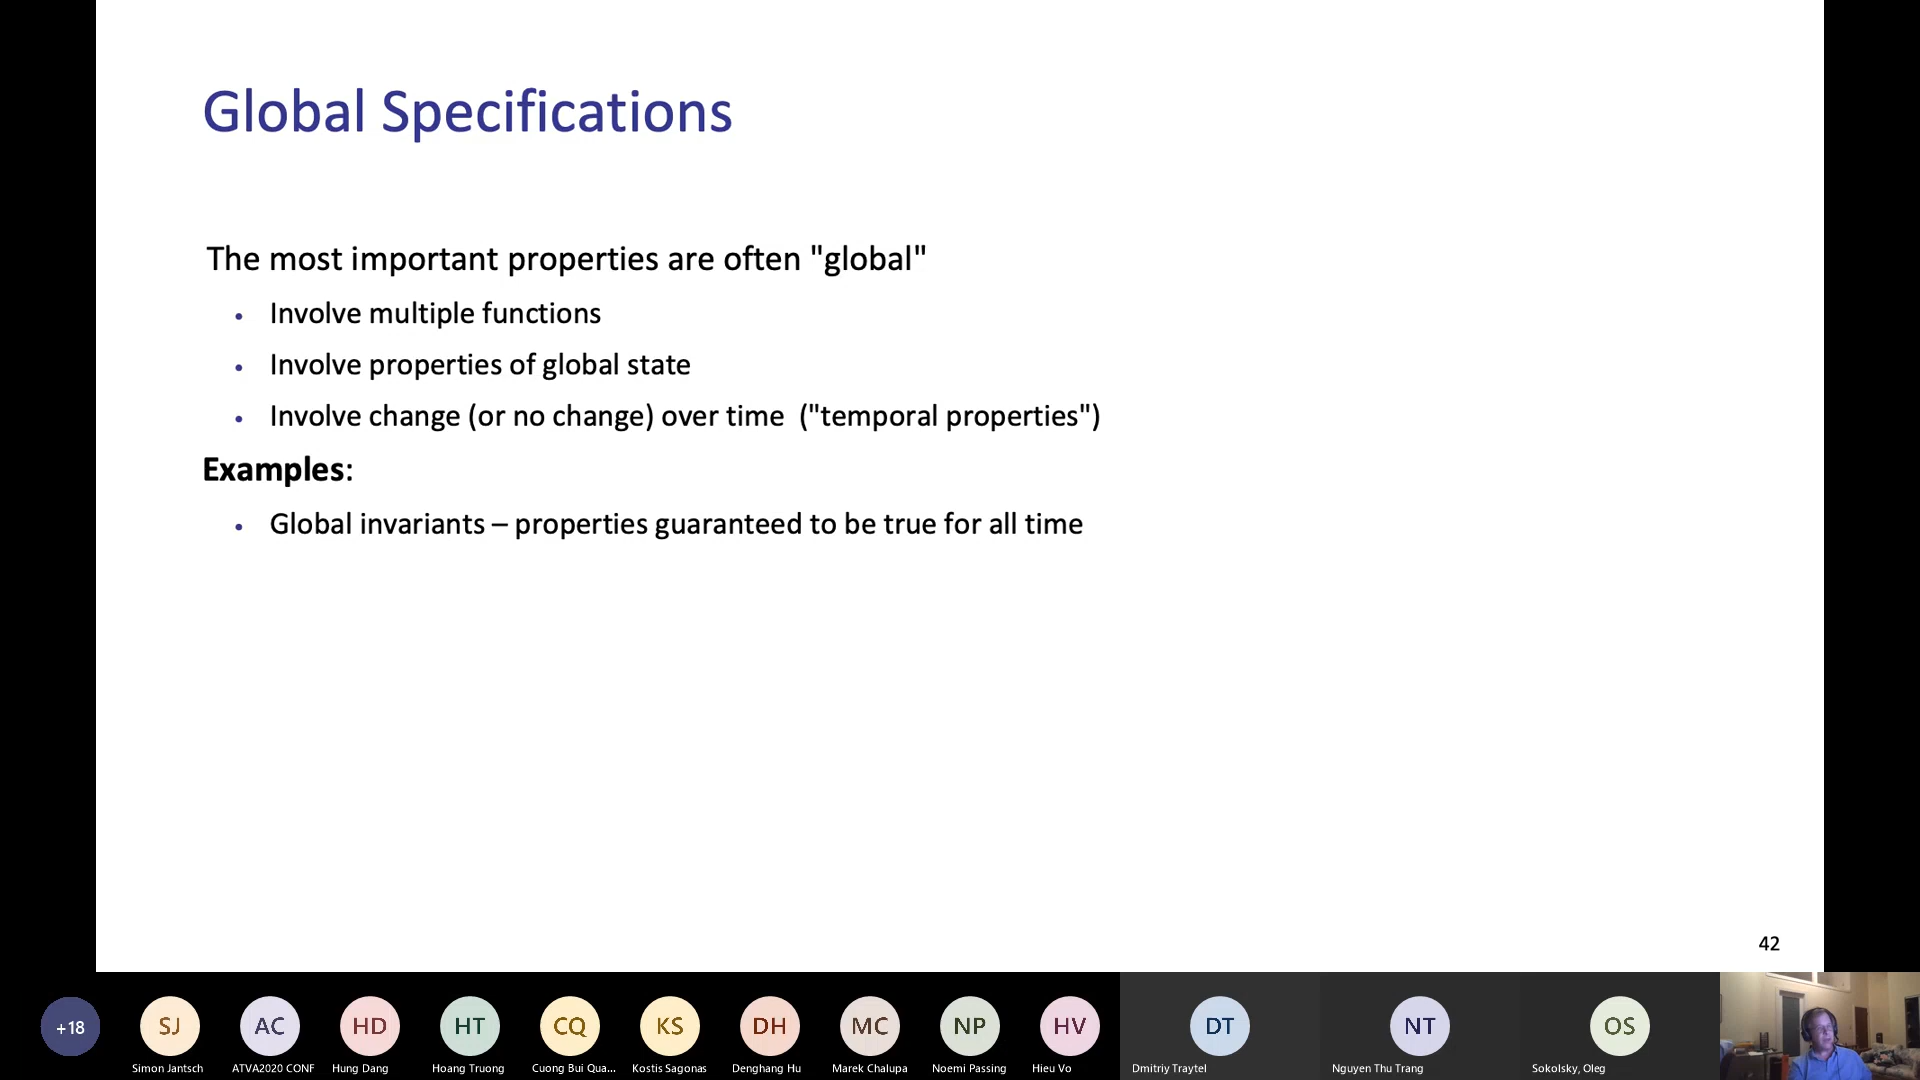 Global Specifications
The most important properties are often "global"
• Involve multiple functions
• Involve properties of global state
• Involve change (or no change) over time ("temporal properties")
Examples:
• Global invariants – properties guaranteed to be true for all time
42
+18
SJ
AC
HD
HT
CQ
KS
DH
MC
NP
HV
DT
NT
OS
Simon Jantsch
ATVA2020 CONF
Hung Dang
Hoang Truong
Cuong Bui Qua...
Kostis Sagonas
Denghang Hu
Marek Chalupa
Noemi Passing
Hieu Vo
Dmitriy Traytel
Nguyen Thu Trang
Sokolsky, Oleg